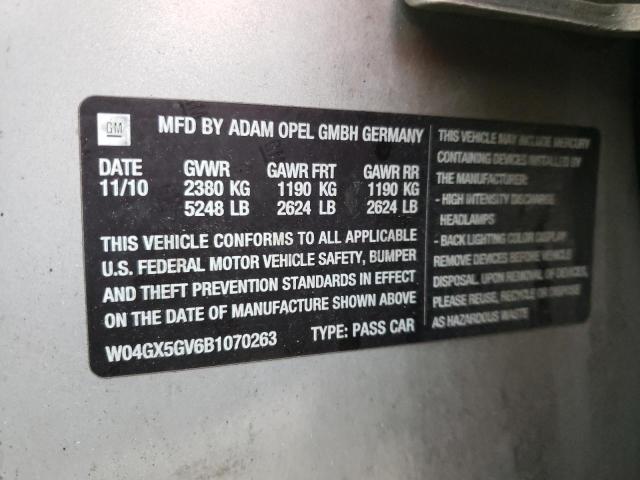 GM
MFD BY ADAM OPEL GMBH GERMANY
DATE GVWR GAWR FRT GAWR RR
11/10 2380 KG 1190 KG 1190 KG
5248 LB 2624 LB 2624 LB
THIS VEHICLE CONFORMS TO ALL APPLICABLE
U.S. FEDERAL MOTOR VEHICLE SAFETY, BUMPER
AND THEFT PREVENTION STANDARDS IN EFFECT
ON THE DATE OF MANUFACTURE SHOWN ABOVE
W04GX5GV6B1070263 TYPE: PASS CAR
THIS VEHICLE MAY INCLUDE MERCURY
CONTAINING DEVICES INSTALLED BY
THE MANUFACTURER:
- HIGH INTENSITY DISCHARGE
HEADLAMPS
- BACK LIGHTING COLOR DISPLAY
REMOVE DEVICES BEFORE VEHICLE
DISPOSAL. UPON REMOVAL OF DEVICES,
PLEASE REUSE, RECYCLE OR DISPOSE
AS HAZARDOUS WASTE